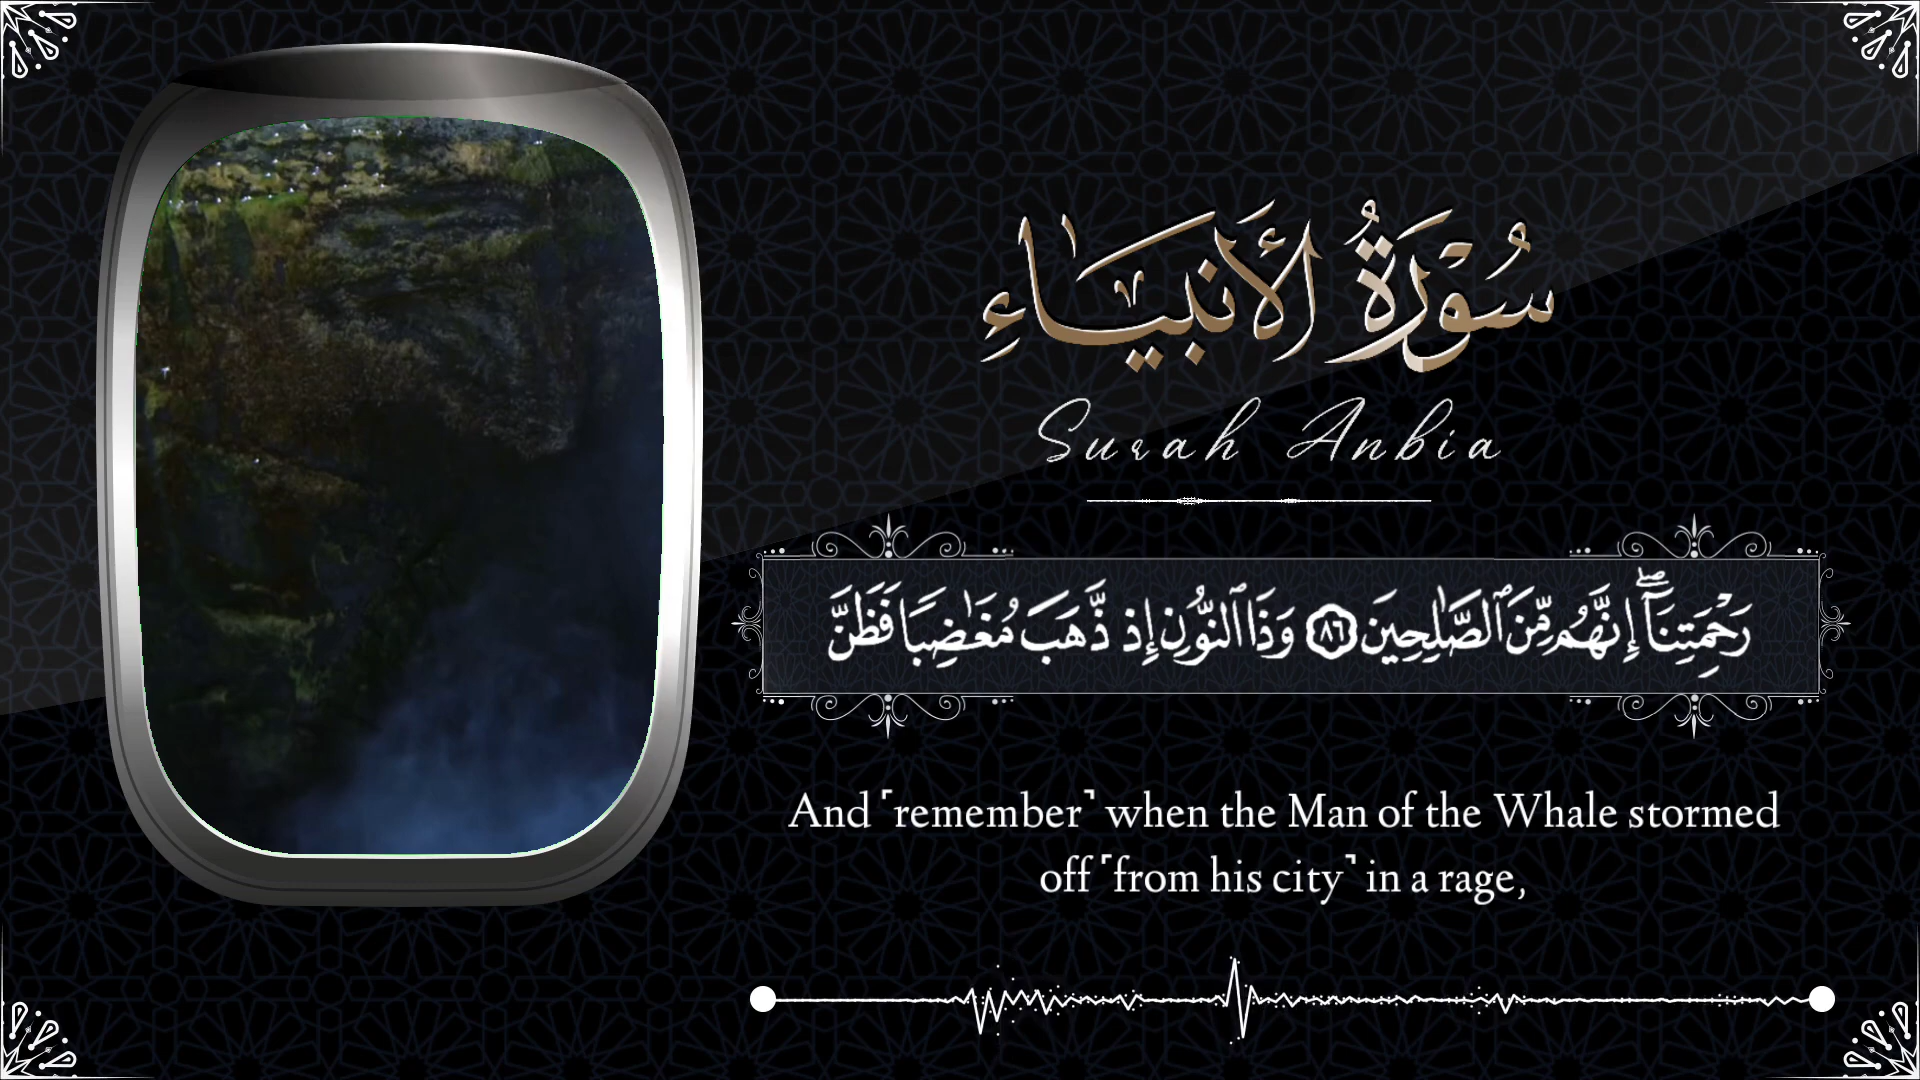 سُورَةُ الأَنبِيَاءِ
Surah Anbia
رَحْمَتِنَآ ۖ إِنَّهُم مِّنَ ٱلصَّـٰلِحِينَ ٨٦ وَذَا ٱلنُّونِ إِذ ذَّهَبَ مُغَـٰضِبًا فَظَنَّ
And ⸢remember⸣ when the Man of the Whale stormed
off ⸢from his city⸣ in a rage,